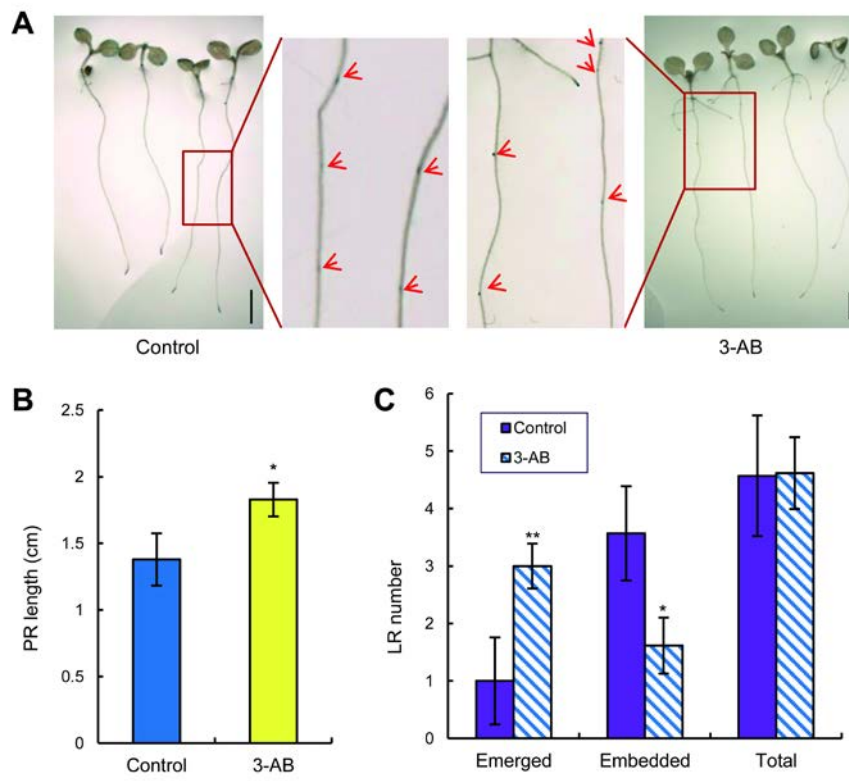 A
Control
3-AB
B
PR length (cm)
2.5
2
1.5
1
0.5
0
*
Control
3-AB
C
LR number
6
5
4
3
2
1
0
Control
3-AB
**
*
Emerged
Embedded
Total